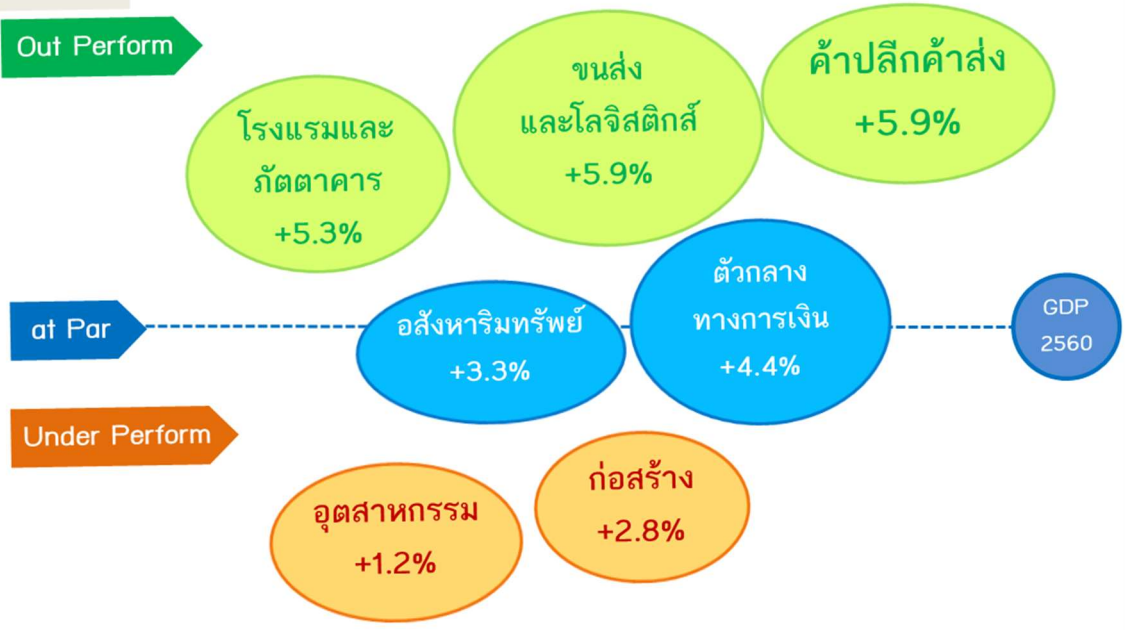 Out Perform
โรงแรมและ
ภัตตาคาร
+5.3%
ขนส่ง
และโลจิสติกส์
+5.9%
ค้าปลีกค้าส่ง
+5.9%
at Par
อสังหาริมทรัพย์
+3.3%
ตัวกลาง
ทางการเงิน
+4.4%
GDP
2560
Under Perform
อุตสาหกรรม
+1.2%
ก่อสร้าง
+2.8%